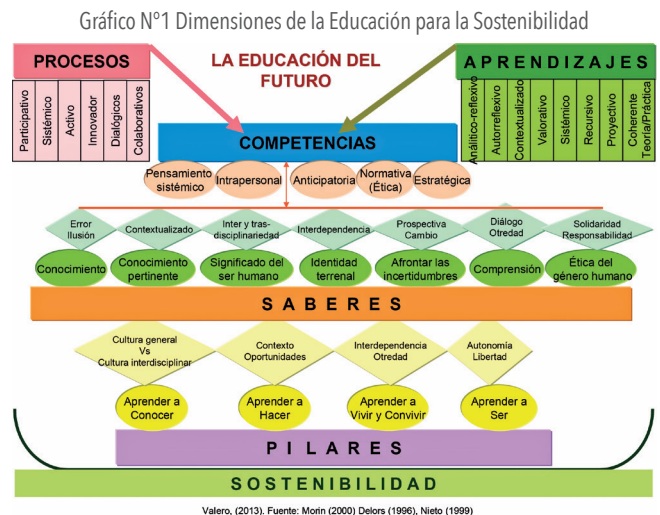 Gráfico Nº1 Dimensiones de la Educación para la Sostenibilidad
PROCESOS
LA EDUCACIÓN DEL
FUTURO
APRENDIZAJES
Participativo
Sistémico
Activo
Innovador
Dialógicos
Colaborativos
Análitico-reflexivo
Autorreflexivo
Contextualizado
Valorativo
Sistémico
Recursivo
Proyectivo
Coherente
Teoría/Práctica
COMPETENCIAS
Pensamiento
sistémico
Intrapersonal
Anticipatoria
Normativa
(Ética)
Estratégica
Error
Ilusión
Contextualizado
Inter y tras-
disciplinariedad
Interdependencia
Prospectiva
Cambio
Diálogo
Otredad
Solidaridad
Responsabilidad
Conocimiento
Conocimiento
pertinente
Significado del
ser humano
Identidad
terrenal
Afrontar las
incertidumbres
Comprensión
Ética del
género humano
SABERES
Cultura general
Vs
Cultura interdisciplinar
Contexto
Oportunidades
Interdependencia
Otredad
Autonomía
Libertad
Aprender a
Conocer
Aprender a
Hacer
Aprender a
Vivir y Convivir
Aprender a
Ser
PILARES
SOSTENIBILIDAD
Valero, (2013). Fuente: Morin (2000) Delors (1996), Nieto (1999)